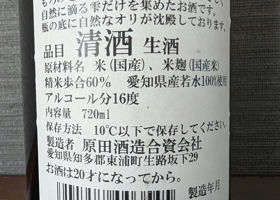 自然に滴る雫だけを集めたお酒です。
瓶の底に自然なオリが沈殿しております。
品目 清酒 生酒
原材料名 米(国産)、米麹(国産米)
精米歩合60% 愛知県産若水100%使用
アルコール分16度
内容量 720ml
保存方法 10℃以下で保存してください。
製造者 原田酒造合資会社
愛知県知多郡東浦町生路坂下29
お酒は20才になってから。
製造年月